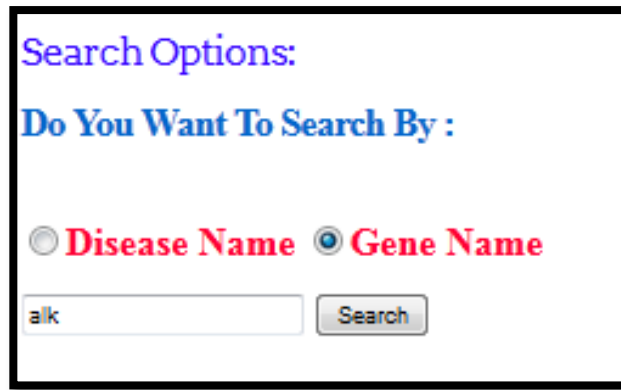 Search Options:
Do You Want To Search By :
Disease Name Gene Name
alk Search